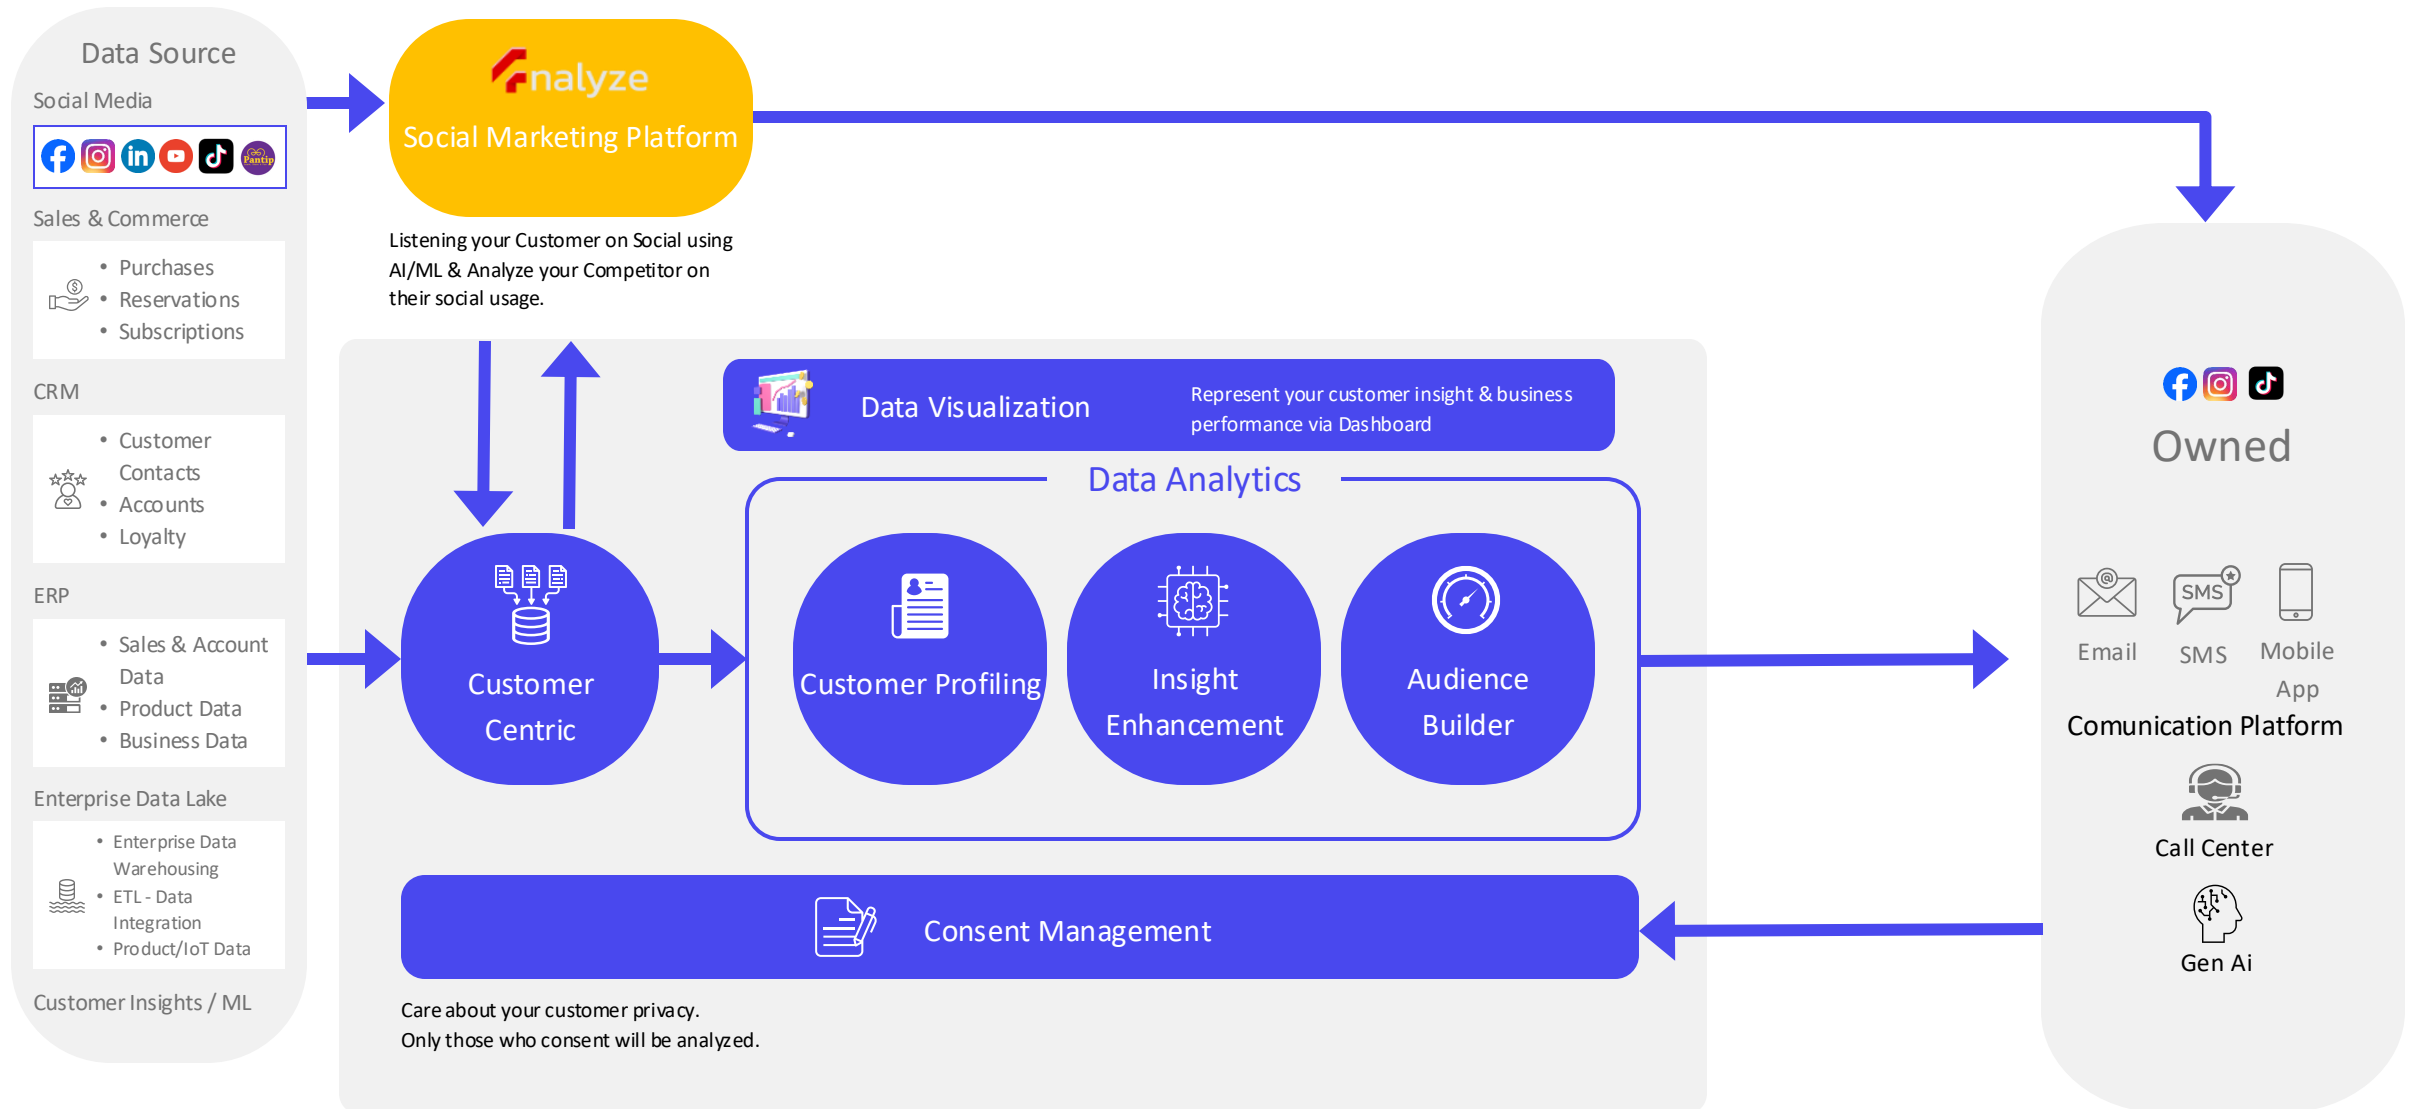 Data Source
Social Media
Pantip
Sales & Commerce
• Purchases
• Reservations
• Subscriptions
CRM
• Customer
Contacts
• Accounts
• Loyalty
ERP
• Sales & Account
Data
• Product Data
• Business Data
Enterprise Data Lake
• Enterprise Data
Warehousing
• ETL - Data
Integration
• Product/IoT Data
Customer Insights / ML
nalyze
Social Marketing Platform
Listening your Customer on Social using
AI/ML & Analyze your Competitor on
their social usage.
Data Visualization
Represent your customer insight & business
performance via Dashboard
Data Analytics
Customer
Centric
Customer Profiling
Insight
Enhancement
Audience
Builder
Consent Management
Care about your customer privacy.
Only those who consent will be analyzed.
Owned
SMS
Email
SMS
Mobile
App
Comunication Platform
Call Center
Gen Ai